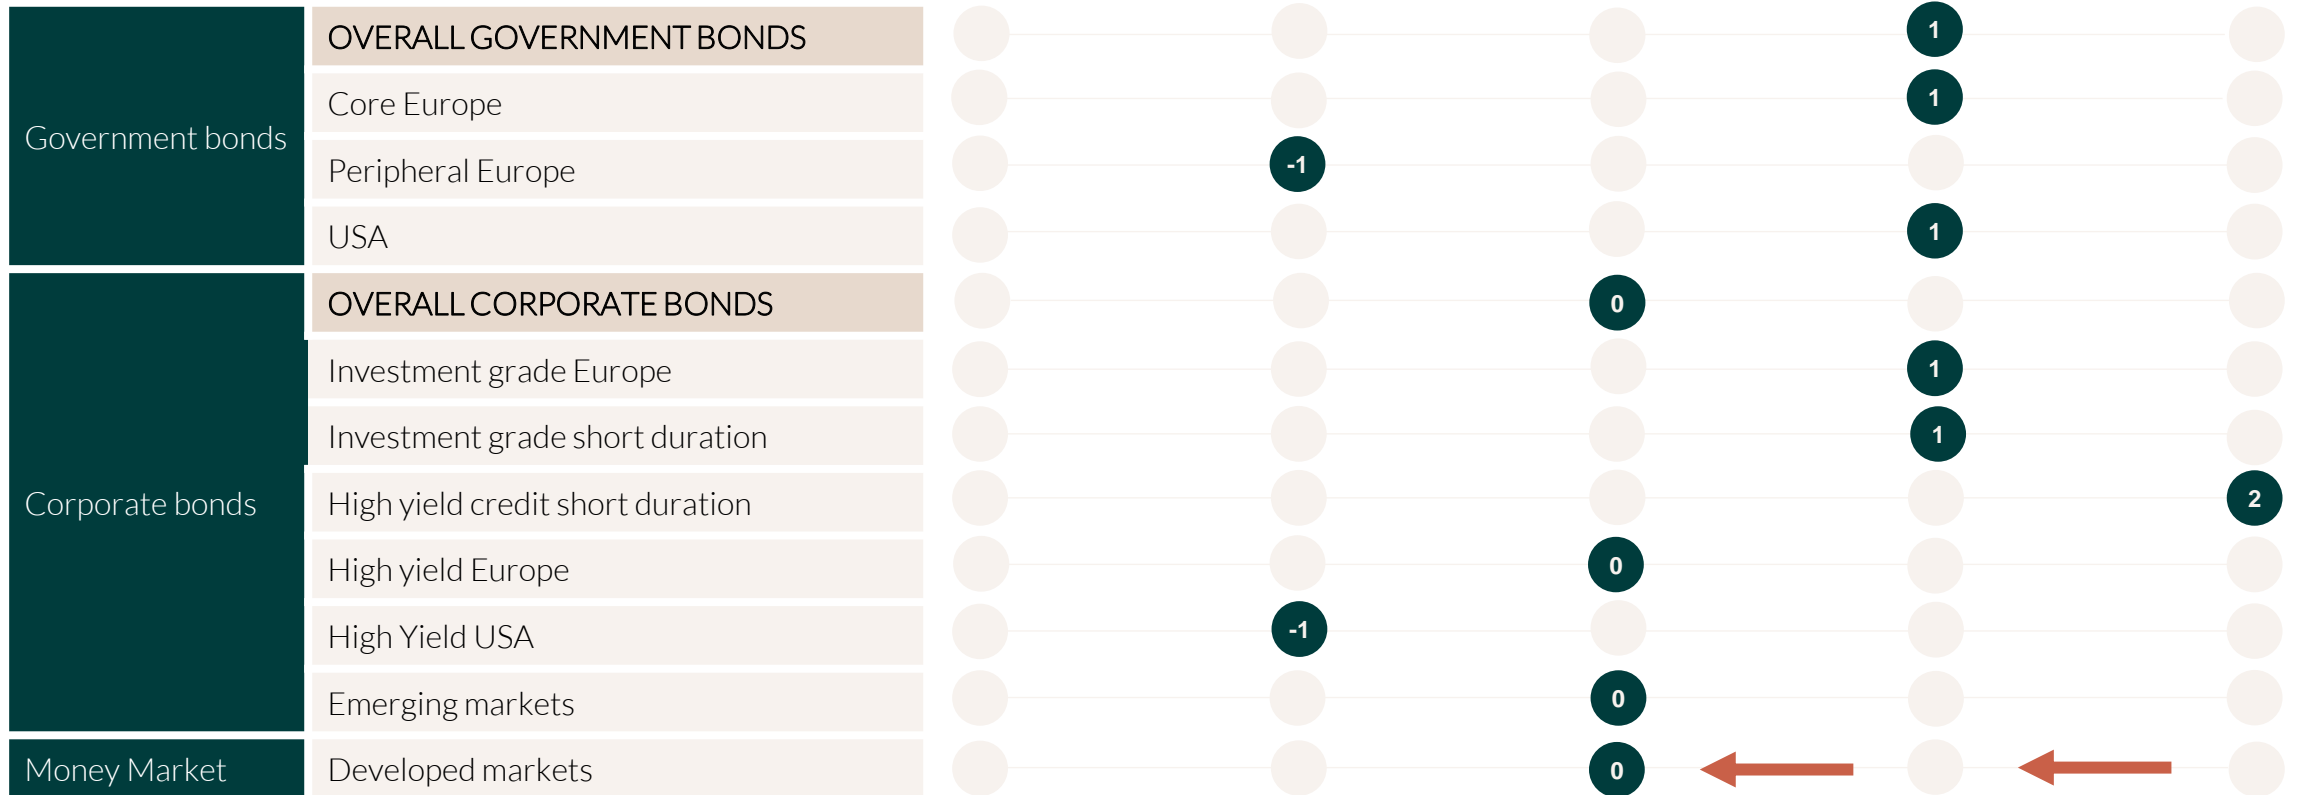 Government bonds
OVERALL GOVERNMENT BONDS 1
Core Europe 1
Peripheral Europe -1
USA 1
Corporate bonds
OVERALL CORPORATE BONDS 0
Investment grade Europe 1
Investment grade short duration 1
High yield credit short duration 2
High yield Europe 0
High Yield USA -1
Emerging markets 0
Money Market
Developed markets 0